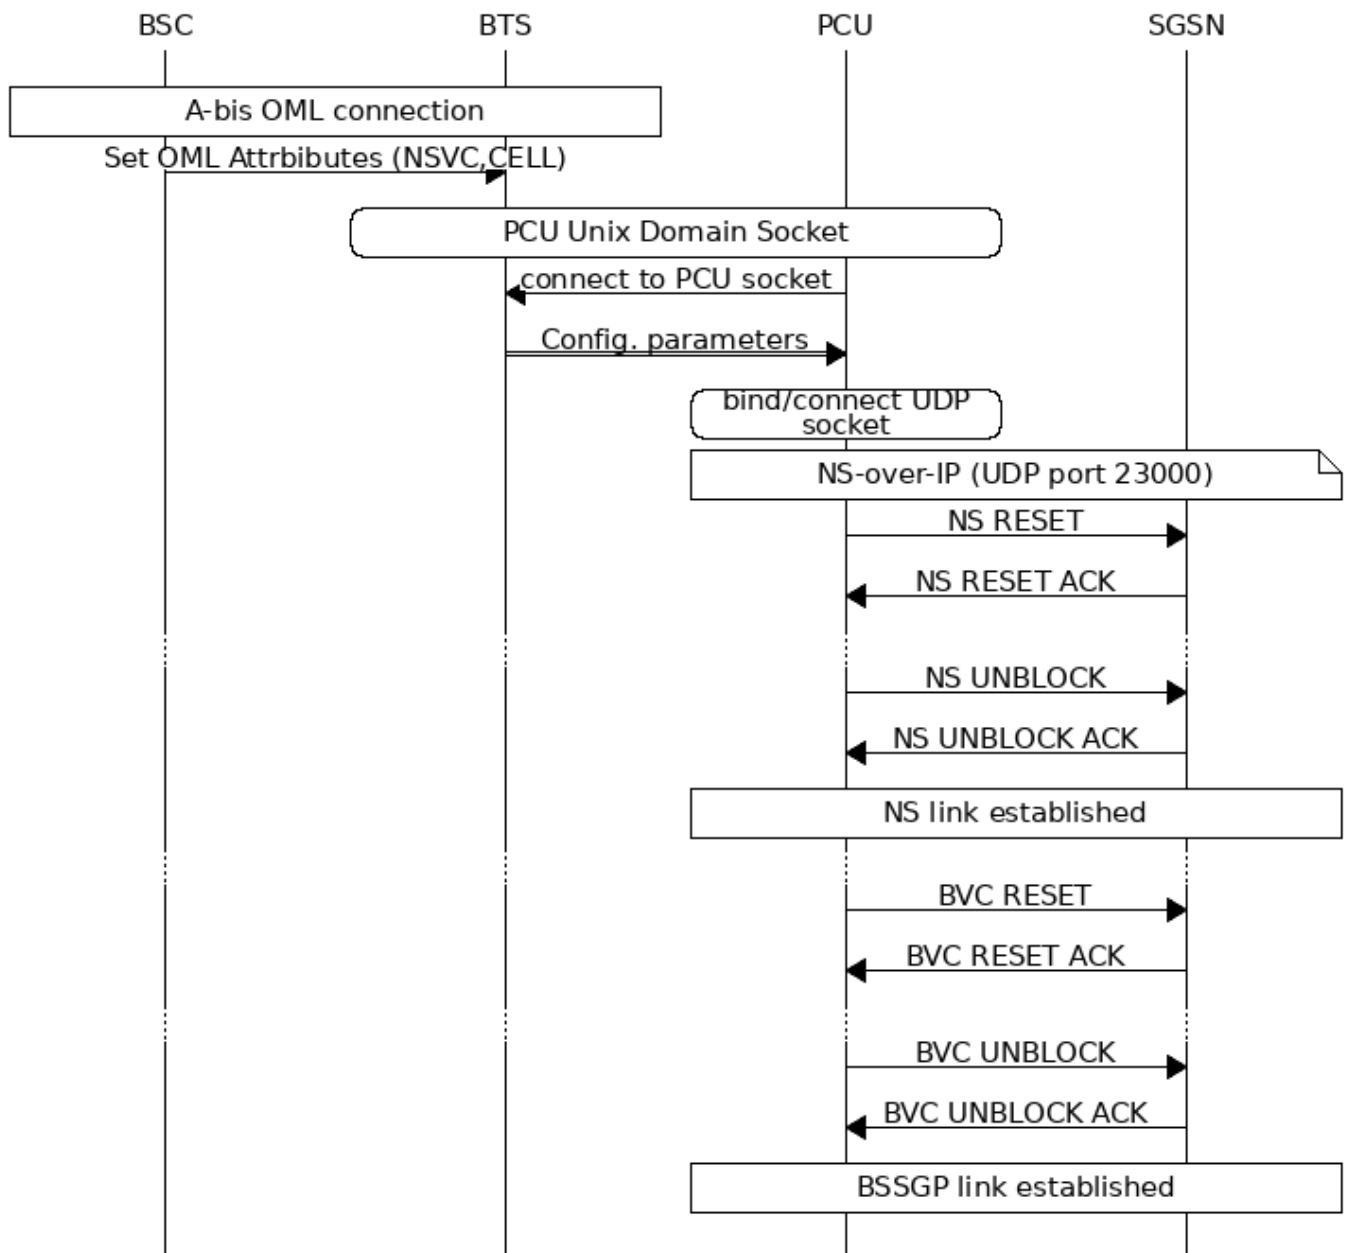 BSC BTS PCU SGSN
A-bis OML connection
Set OML Attrbibutes (NSVC,CELL)
PCU Unix Domain Socket
connect to PCU socket
Config. parameters
bind/connect UDP
socket
NS-over-IP (UDP port 23000)
NS RESET
NS RESET ACK
NS UNBLOCK
NS UNBLOCK ACK
NS link established
BVC RESET
BVC RESET ACK
BVC UNBLOCK
BVC UNBLOCK ACK
BSSGP link established